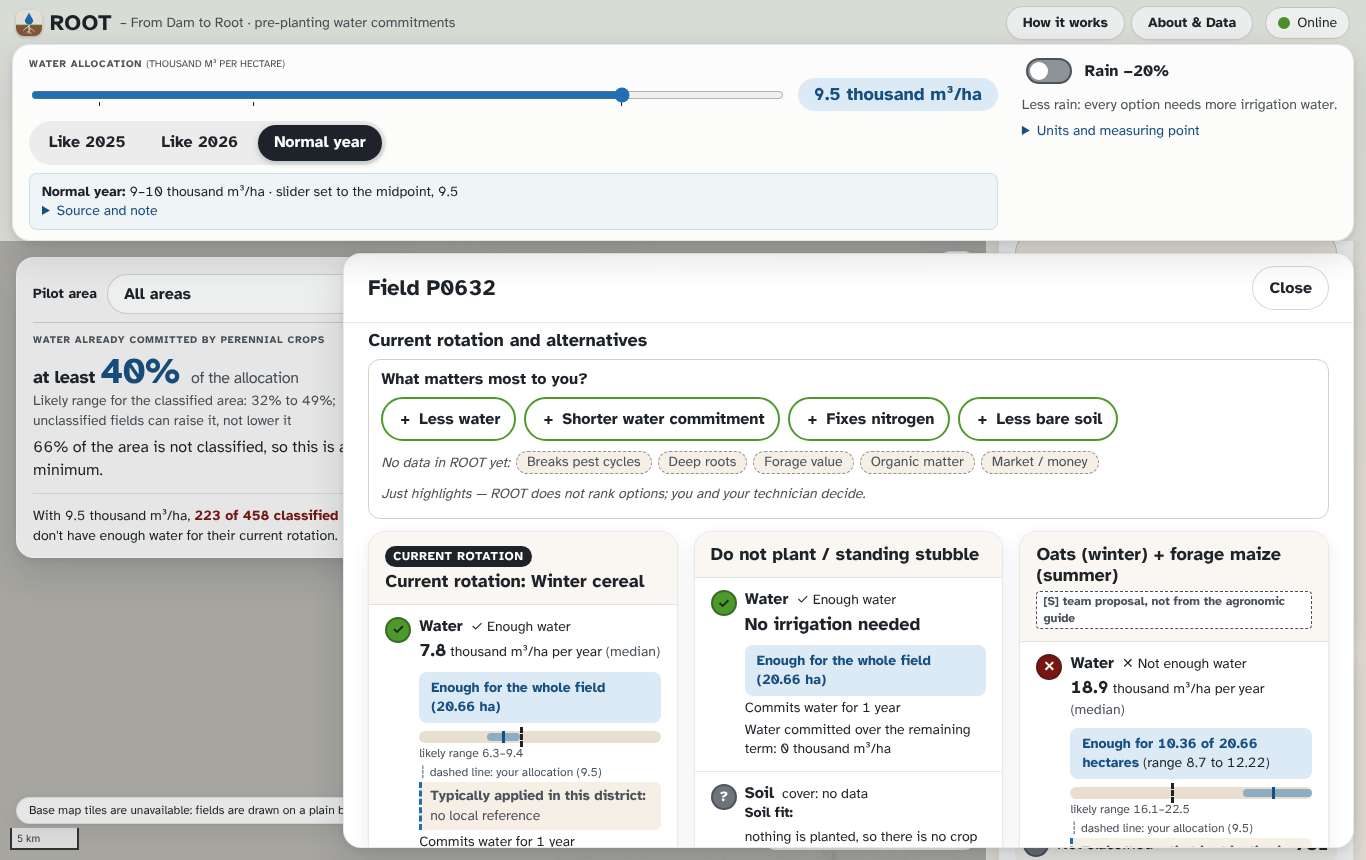 ROOT – From Dam to Root · pre-planting water commitments
How it works
About & Data
Online
WATER ALLOCATION (THOUSAND M³ PER HECTARE)
9.5 thousand m³/ha
Like 2025
Like 2026
Normal year
Normal year: 9–10 thousand m³/ha · slider set to the midpoint, 9.5
Source and note
Rain −20%
Less rain: every option needs more irrigation water.
Units and measuring point
Pilot area
All areas
WATER ALREADY COMMITTED BY PERENNIAL CROPS
at least 40% of the allocation
Likely range for the classified area: 32% to 49%;
unclassified fields can raise it, not lower it
66% of the area is not classified, so this is a
minimum.
With 9.5 thousand m³/ha, 223 of 458 classified
don't have enough water for their current rotation.
Base map tiles are unavailable: fields are drawn on a plain b
5 km
Field P0632
Close
Current rotation and alternatives
What matters most to you?
+ Less water
+ Shorter water commitment
+ Fixes nitrogen
+ Less bare soil
No data in ROOT yet:
Breaks pest cycles
Deep roots
Forage value
Organic matter
Market / money
Just highlights — ROOT does not rank options; you and your technician decide.
CURRENT ROTATION
Current rotation: Winter cereal
Water ✓ Enough water
7.8 thousand m³/ha per year (median)
Enough for the whole field
(20.66 ha)
likely range 6.3–9.4
dashed line: your allocation (9.5)
Typically applied in this district:
no local reference
Commits water for 1 year
Do not plant / standing stubble
Water ✓ Enough water
No irrigation needed
Enough for the whole field
(20.66 ha)
Commits water for 1 year
Water committed over the remaining
term: 0 thousand m³/ha
Soil cover: no data
Soil fit:
nothing is planted, so there is no crop
Oats (winter) + forage maize
(summer)
[S] team proposal, not from the agronomic
guide
Water ✕ Not enough water
18.9 thousand m³/ha per year
(median)
Enough for 10.36 of 20.66
hectares (range 8.7 to 12.22)
likely range 16.1–22.5
dashed line: your allocation (9.5)